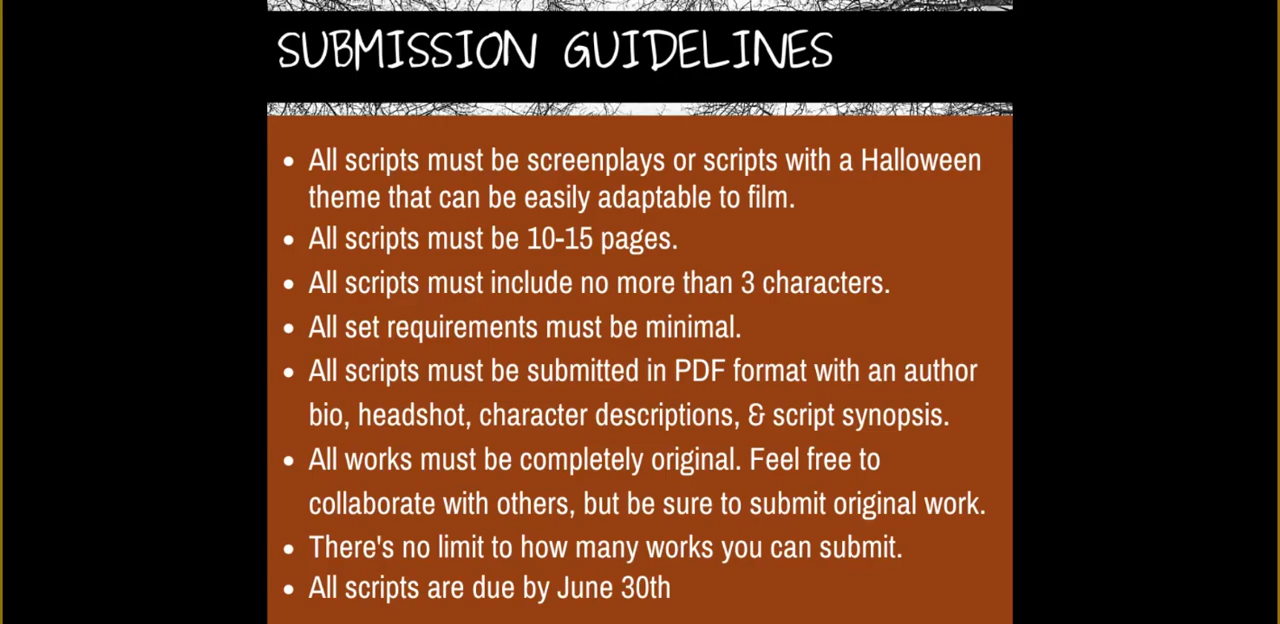 SUBMISSION GUIDELINES
• All scripts must be screenplays or scripts with a Halloween
theme that can be easily adaptable to film.
• All scripts must be 10-15 pages.
• All scripts must include no more than 3 characters.
• All set requirements must be minimal.
• All scripts must be submitted in PDF format with an author
bio, headshot, character descriptions, & script synopsis.
• All works must be completely original. Feel free to
collaborate with others, but be sure to submit original work.
• There's no limit to how many works you can submit.
• All scripts are due by June 30th